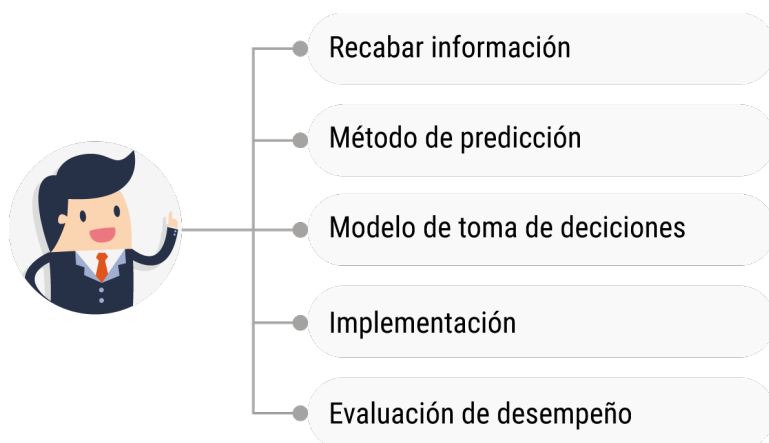 Recabar información
Método de predicción
Modelo de toma de deciciones
Implementación
Evaluación de desempeño